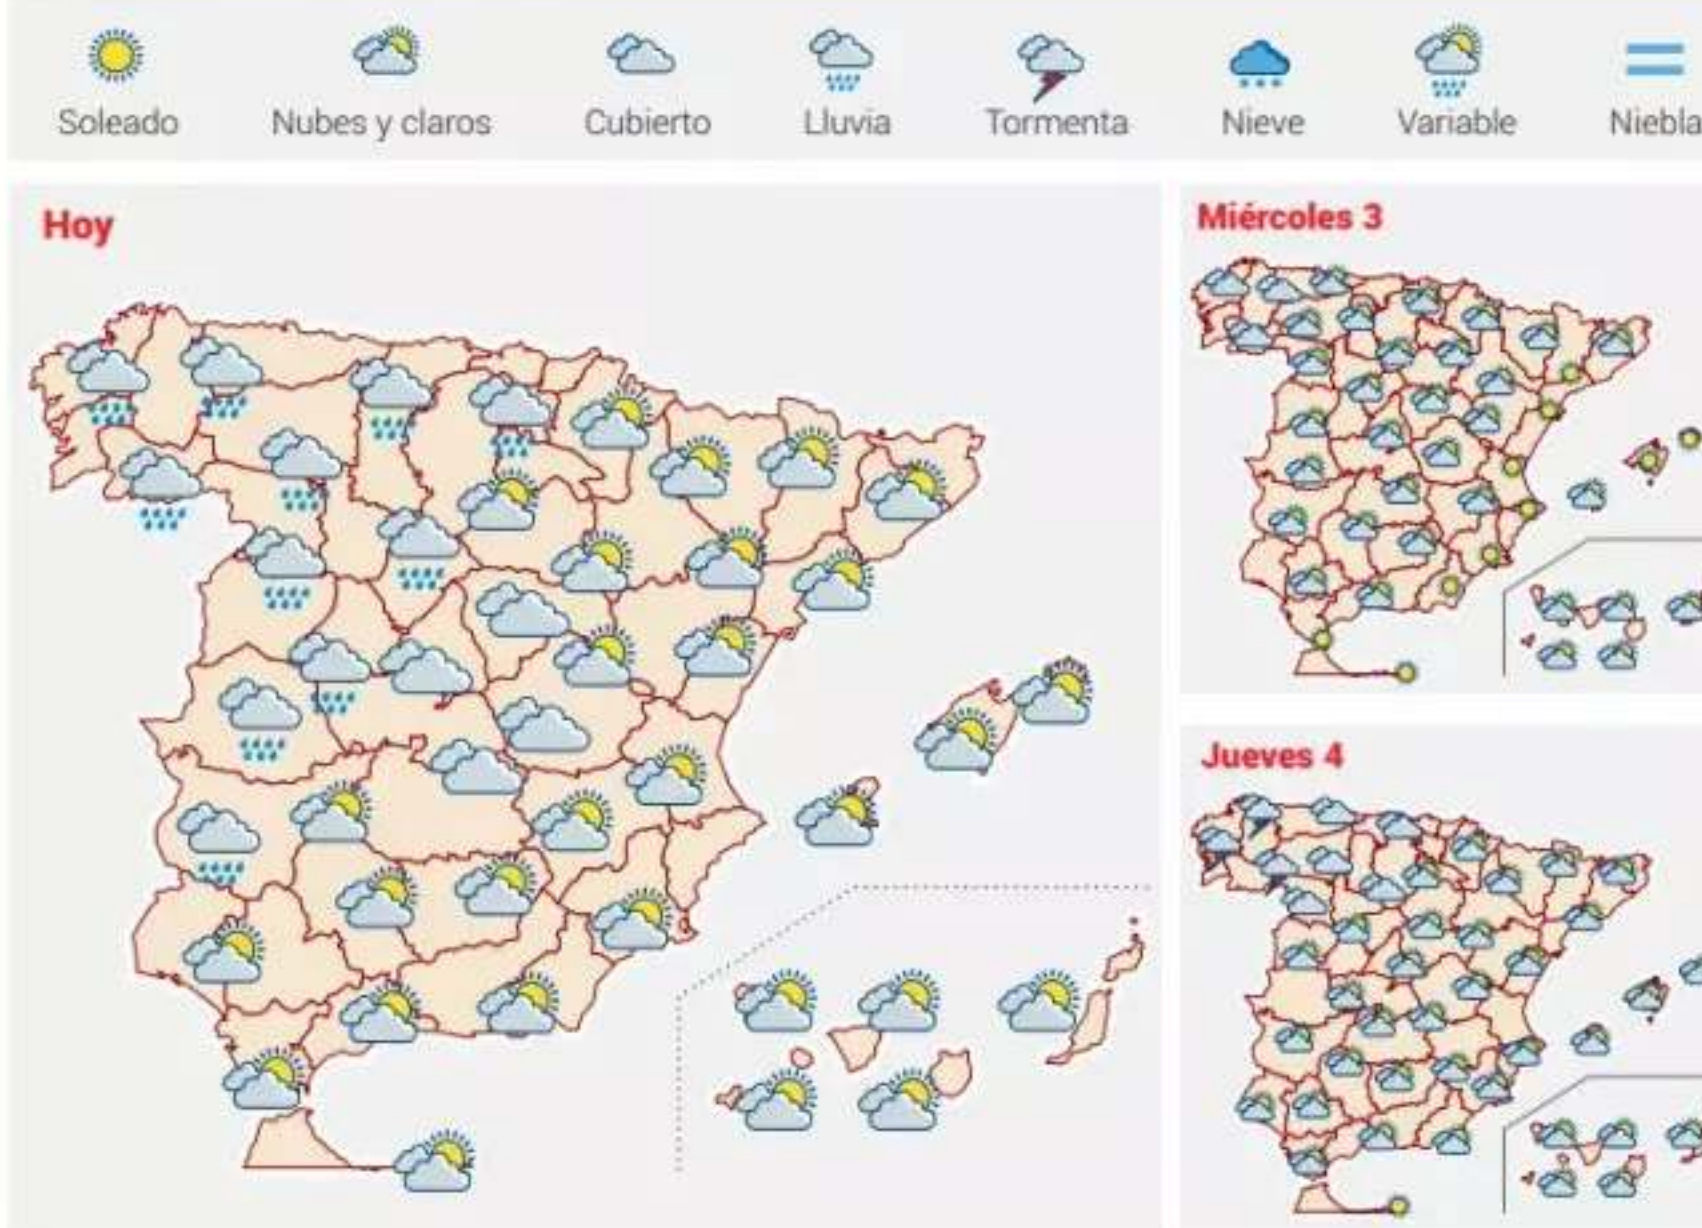 Soleado
Nubes y claros
Cubierto
Lluvia
Tormenta
Nieve
Variable
Niebla
Hoy
Miércoles 3
Jueves 4